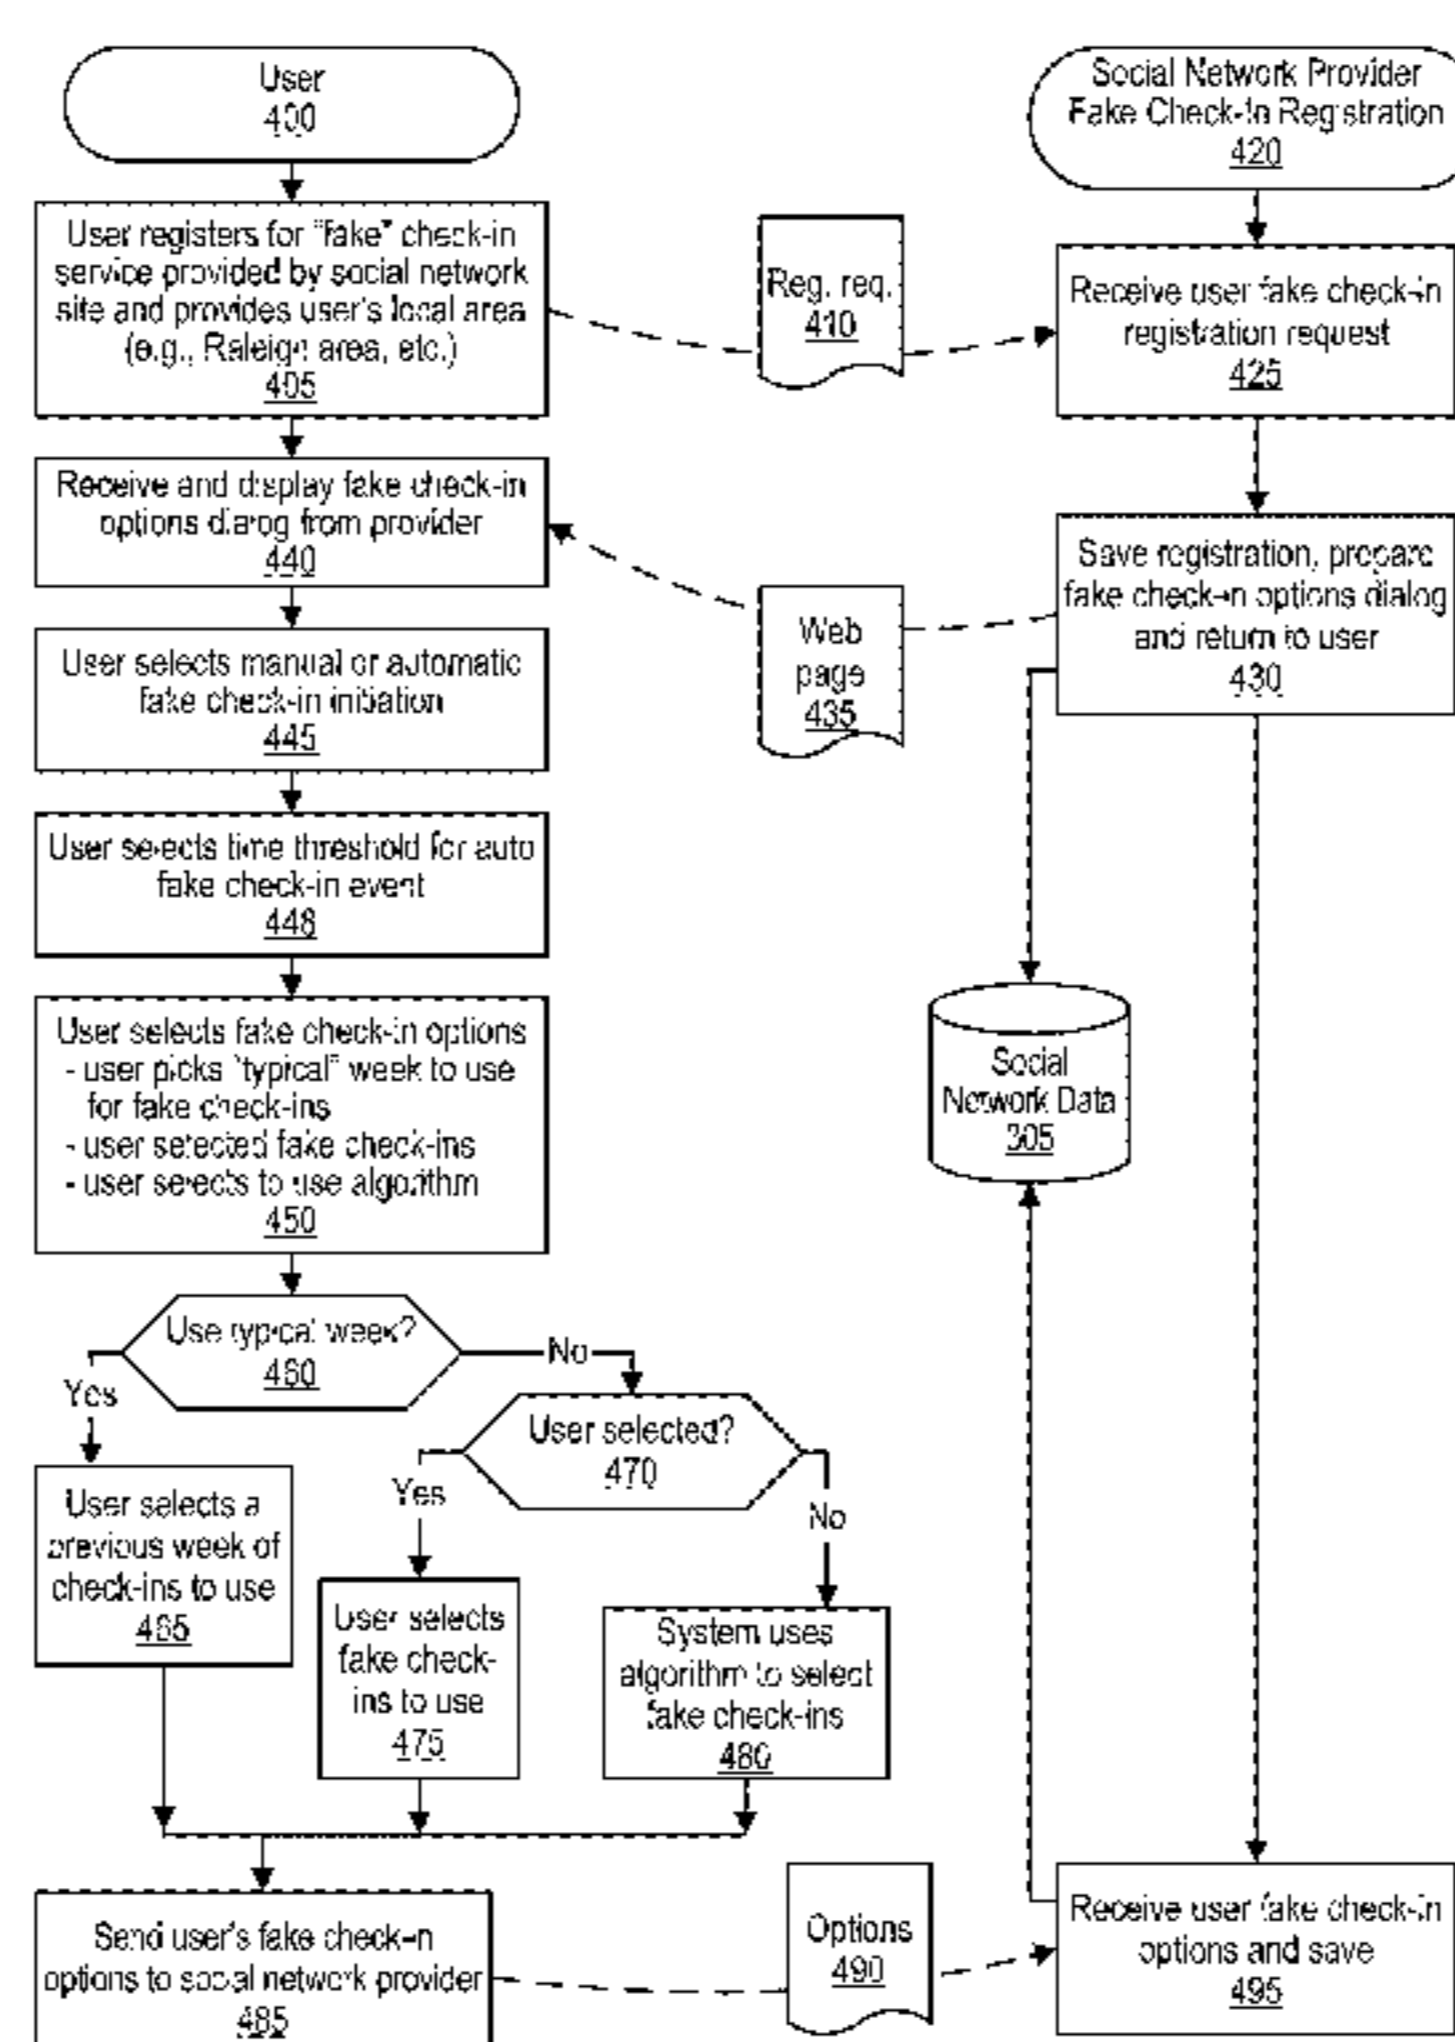 User
400
User registers for "fake" check-in
service provided by social network
site and provides user's local area
(e.g., Raleigh area, etc.)
405
Receive and display fake check-in
options dialog from provider
440
User selects manual or automatic
fake check-in initiation
445
User selects time threshold for auto
fake check-in event
448
User selects fake check-in options
- user picks "typical" week to use
for fake check-ins
- user selected fake check-ins
- user selects to use algorithm
450
Use typical week?
460
Yes
No
User selected?
470
Yes
No
User selects a
previous week of
check-ins to use
465
User selects
fake check-
ins to use
475
System uses
algorithm to select
fake check-ins
480
Send user's fake check-in
options to social network provider
485
Reg. req.
410
Web
page
435
Options
490
Social Network Provider
Fake Check-In Registration
420
Receive user fake check-in
registration request
425
Save registration, prepare
fake check-in options dialog
and return to user
430
Social
Network Data
305
Receive user fake check-in
options and save
495